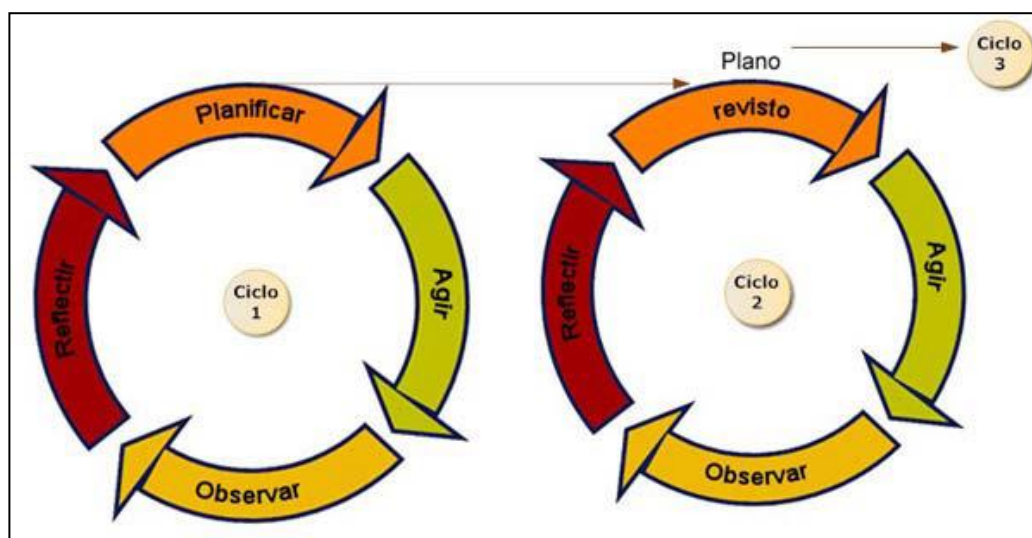 Planificar
Agir
Observar
Reflectir
Ciclo
1
Plano
revisto
Agir
Observar
Reflectir
Ciclo
2
Ciclo
3